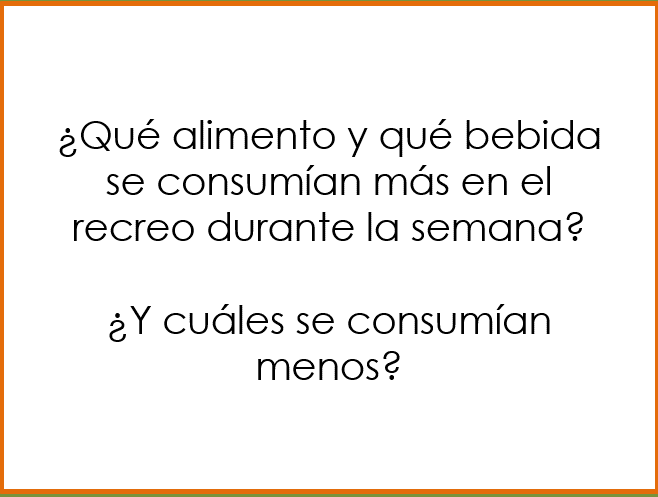 ¿Qué alimento y qué bebida
se consumían más en el
recreo durante la semana?
¿Y cuáles se consumían
menos?